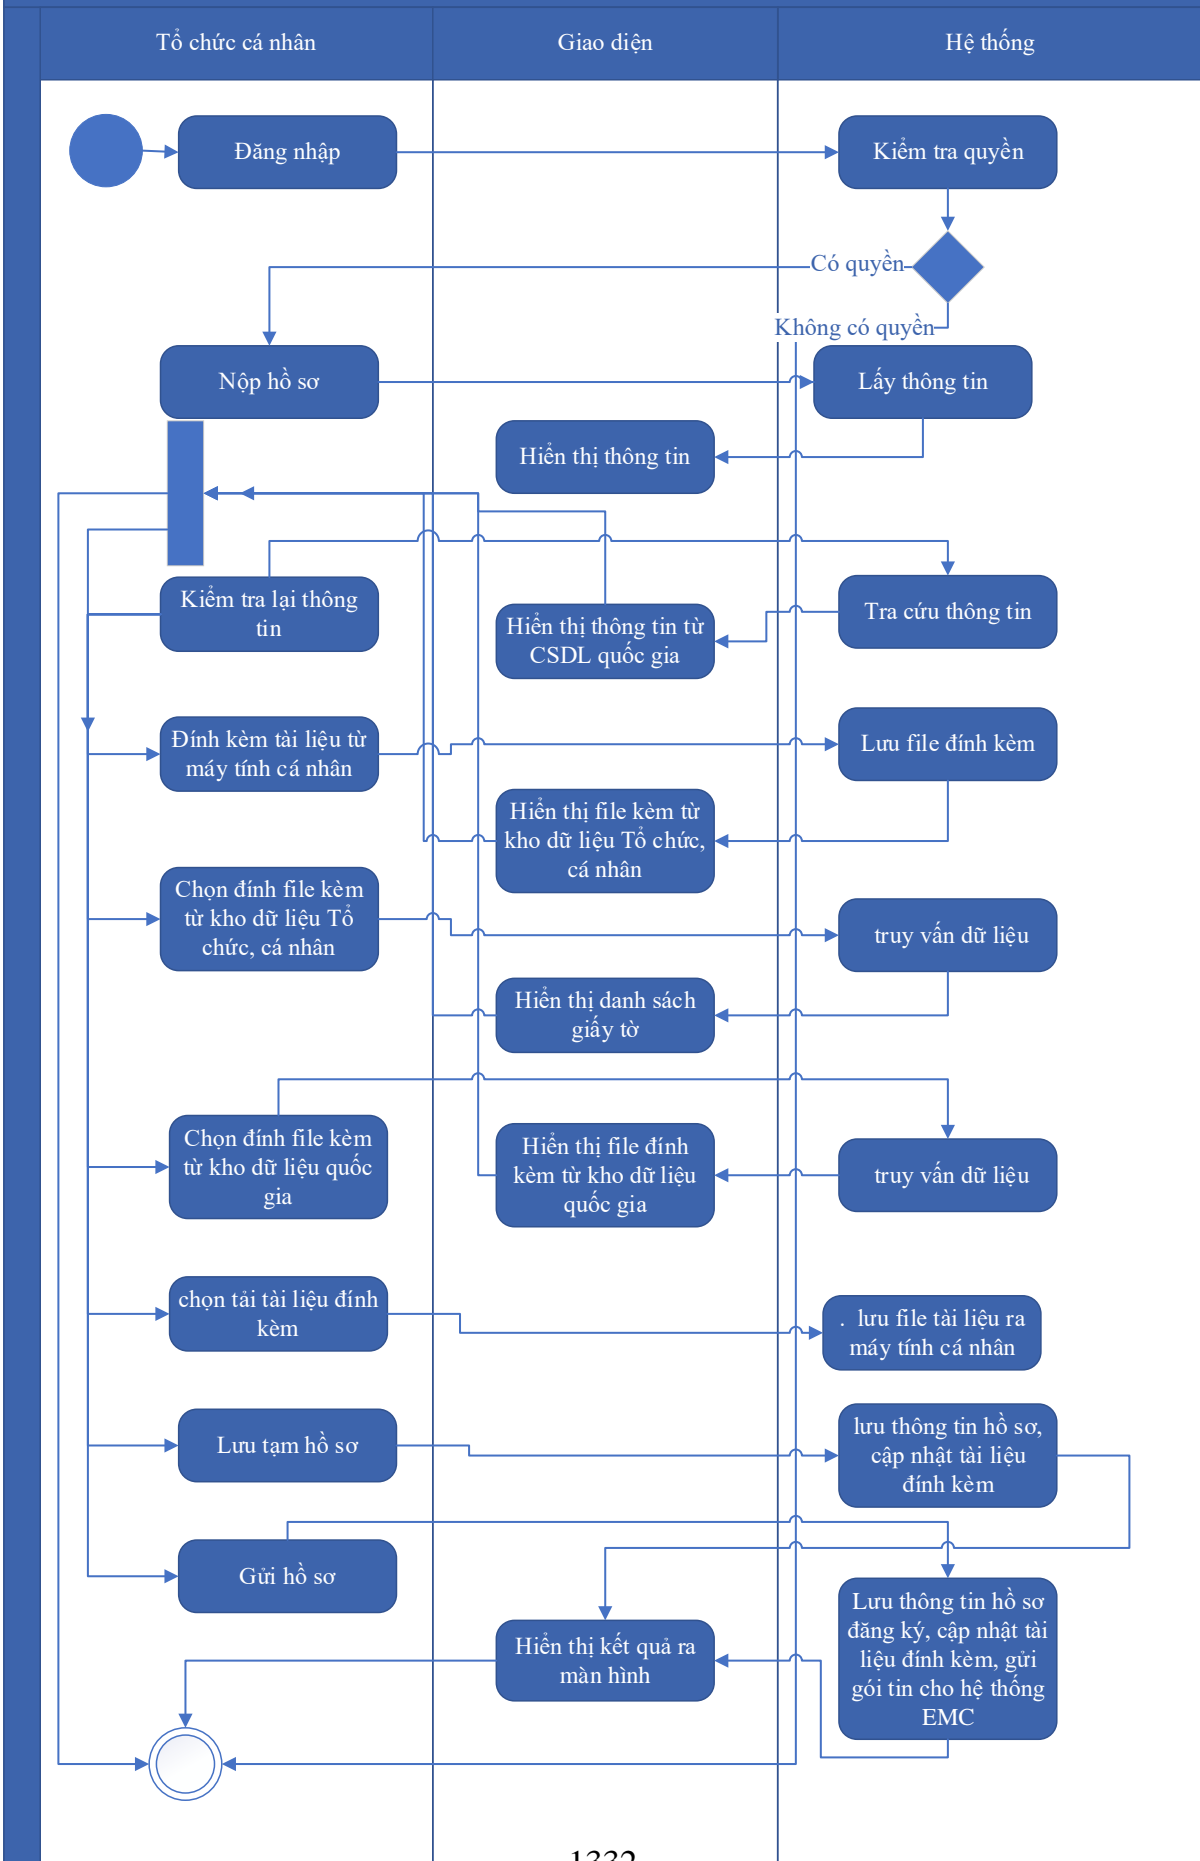 Tổ chức cá nhân
Giao diện
Hệ thống
Đăng nhập
Kiểm tra quyền
Có quyền
Không có quyền
Nộp hồ sơ
Lấy thông tin
Hiển thị thông tin
Kiểm tra lại thông
tin
Hiển thị thông tin từ
CSDL quốc gia
Tra cứu thông tin
Đính kèm tài liệu từ
máy tính cá nhân
Lưu file đính kèm
Hiển thị file kèm từ
kho dữ liệu Tổ chức,
cá nhân
Chọn đính file kèm
từ kho dữ liệu Tổ
chức, cá nhân
truy vấn dữ liệu
Hiển thị danh sách
giấy tờ
Chọn đính file kèm
từ kho dữ liệu quốc
gia
Hiển thị file đính
kèm từ kho dữ liệu
quốc gia
truy vấn dữ liệu
chọn tải tài liệu đính
kèm
. lưu file tài liệu ra
máy tính cá nhân
Lưu tạm hồ sơ
lưu thông tin hồ sơ,
cập nhật tài liệu
đính kèm
Gửi hồ sơ
Lưu thông tin hồ sơ
đăng ký, cập nhật tài
liệu đính kèm, gửi
gói tin cho hệ thống
EMC
Hiển thị kết quả ra
màn hình
1332